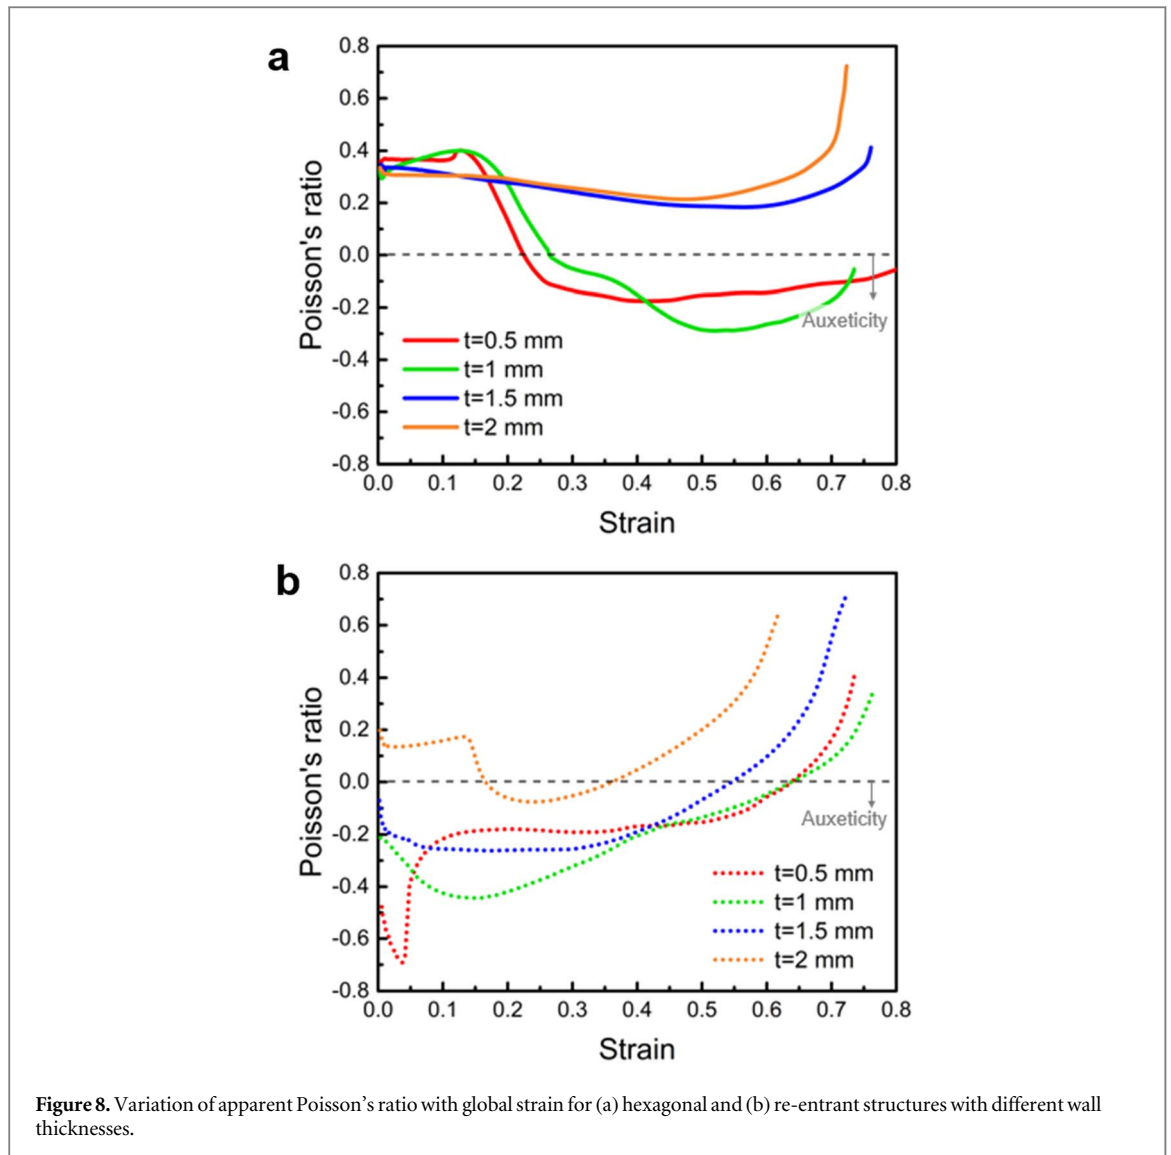 a
0.8
0.6
0.4
0.2
0.0
-0.2
-0.4
-0.6
-0.8
Poisson's ratio
Auxeticity
t=0.5 mm
t=1 mm
t=1.5 mm
t=2 mm
0.0 0.1 0.2 0.3 0.4 0.5 0.6 0.7 0.8
Strain
b
0.8
0.6
0.4
0.2
0.0
-0.2
-0.4
-0.6
-0.8
Poisson's ratio
Auxeticity
t=0.5 mm
t=1 mm
t=1.5 mm
t=2 mm
0.0 0.1 0.2 0.3 0.4 0.5 0.6 0.7 0.8
Strain
Figure 8. Variation of apparent Poisson's ratio with global strain for (a) hexagonal and (b) re-entrant structures with different wall
thicknesses.